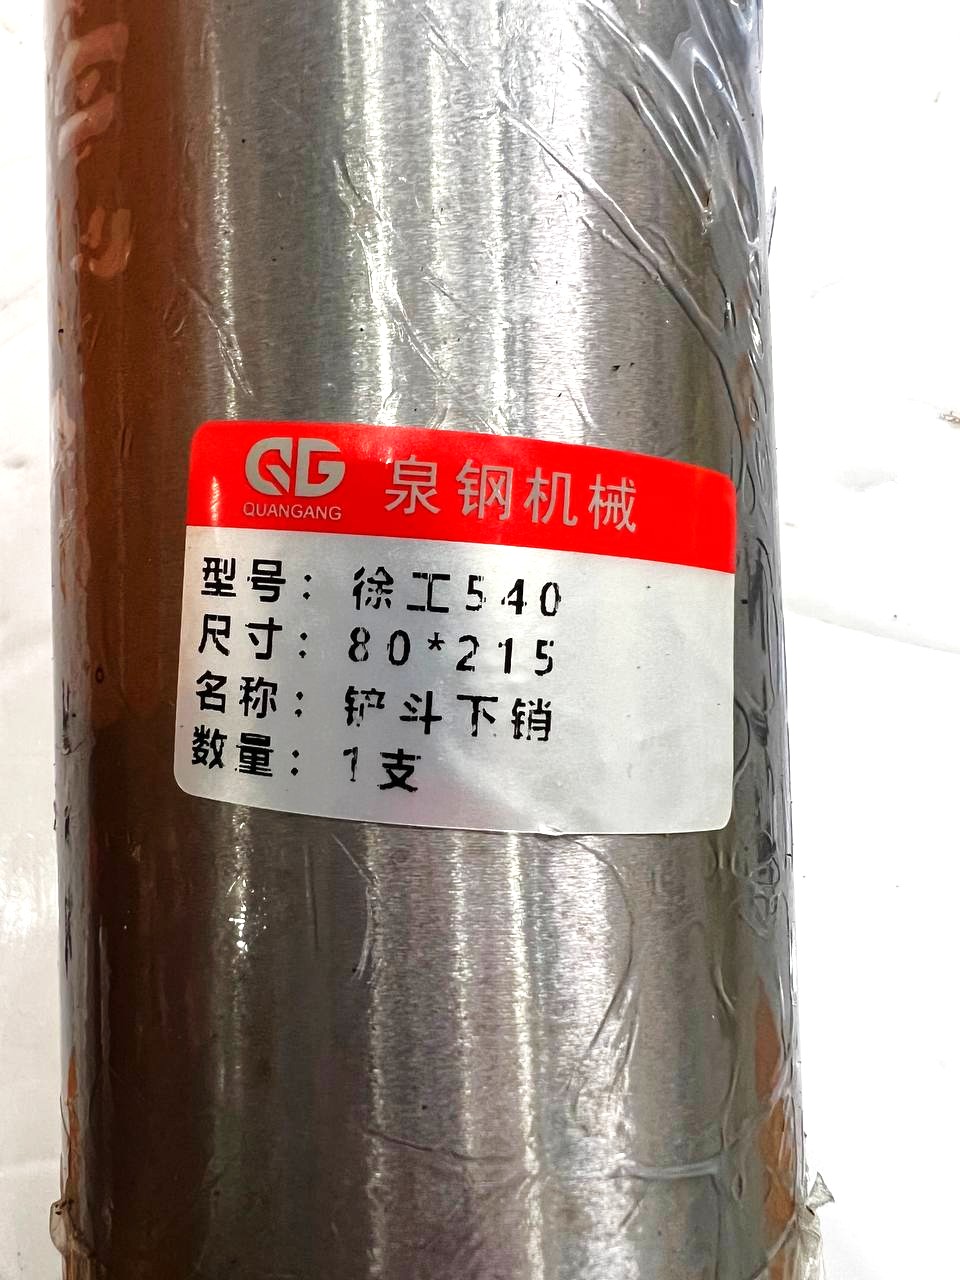 QG 泉钢机械
QUANGANG
型号：徐工540
尺寸：80*215
名称：铲斗下销
数量：1支